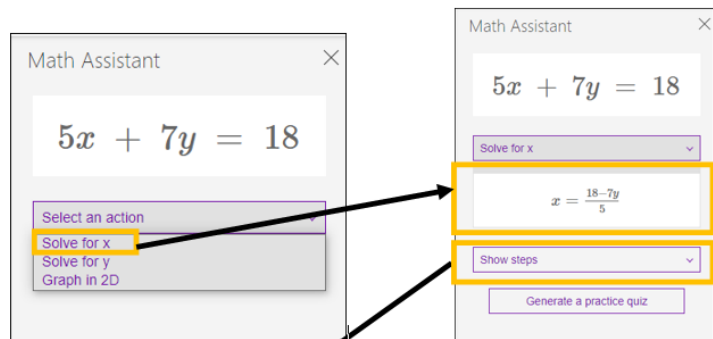 Math Assistant
5x + 7y = 18
Select an action
Solve for x
Solve for y
Graph in 2D
Math Assistant
5x + 7y = 18
Solve for x
x = \frac{18-7y}{5}
Show steps
Generate a practice quiz